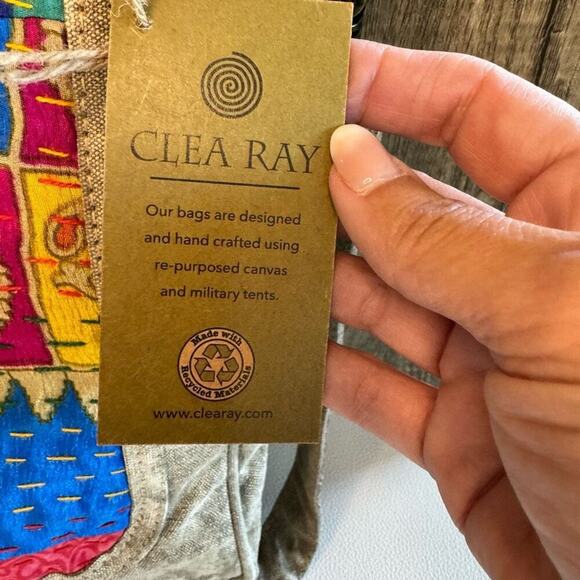 CLEA RAY
Our bags are designed
and hand crafted using
re-purposed canvas
and military tents.
Made with
Recycled Materials
www.clearay.com